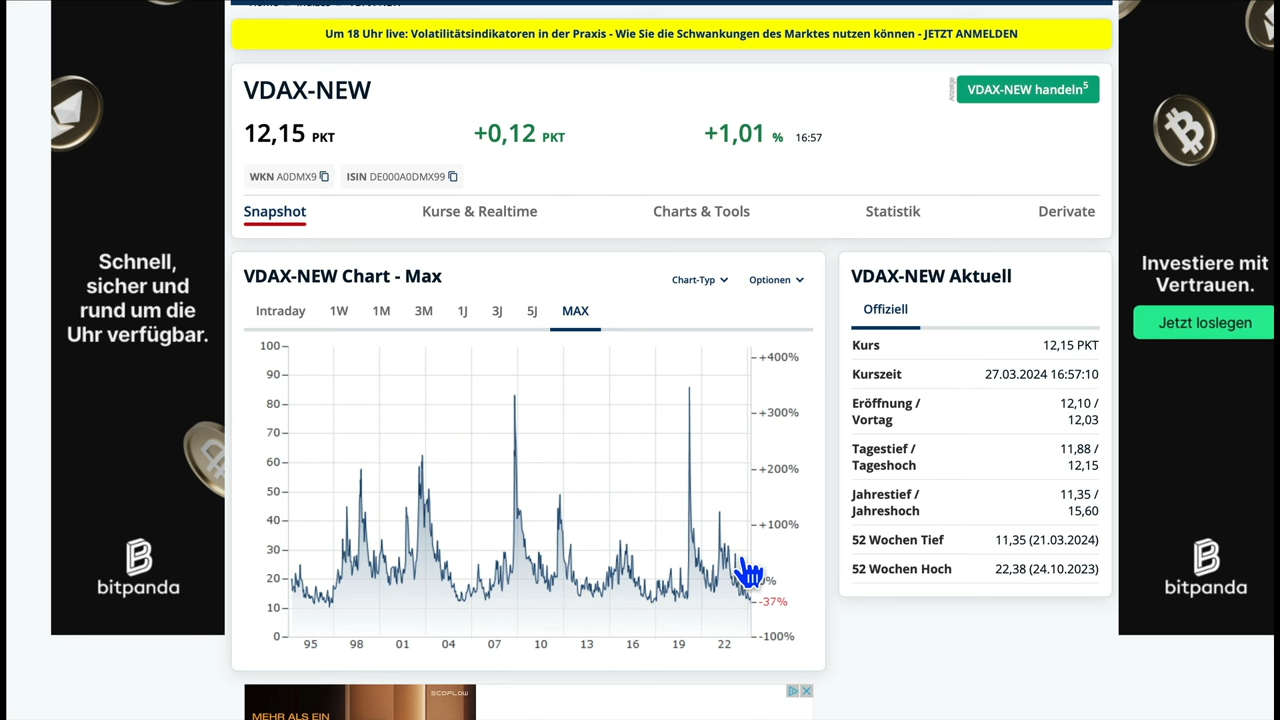 Um 18 Uhr live: Volatilitätsindikatoren in der Praxis - Wie Sie die Schwankungen des Marktes nutzen können - JETZT ANMELDEN
VDAX-NEW
Anzeige
VDAX-NEW handeln5
12,15 PKT
+0,12 PKT
+1,01 %
16:57
WKN A0DMX9
ISIN DE000A0DMX99
Snapshot
Kurse & Realtime
Charts & Tools
Statistik
Derivate
Schnell,
sicher und
rund um die
Uhr verfügbar.
bitpanda
VDAX-NEW Chart - Max
Chart-Typ
Optionen
Intraday
1W
1M
3M
1J
3J
5J
MAX
100
90
80
70
60
50
40
30
20
10
0
+400%
+300%
+200%
+100%
-37%
-100%
95
98
01
04
07
10
13
16
19
22
VDAX-NEW Aktuell
Offiziell
Kurs 12,15 PKT
Kurszeit 27.03.2024 16:57:10
Eröffnung / 12,10 /
Vortag 12,03
Tagestief / 11,88 /
Tageshoch 12,15
Jahrestief / 11,35 /
Jahreshoch 15,60
52 Wochen Tief 11,35 (21.03.2024)
52 Wochen Hoch 22,38 (24.10.2023)
Investiere mit
Vertrauen.
Jetzt loslegen
bitpanda
ECOFLOW
MEHR ALS EIN